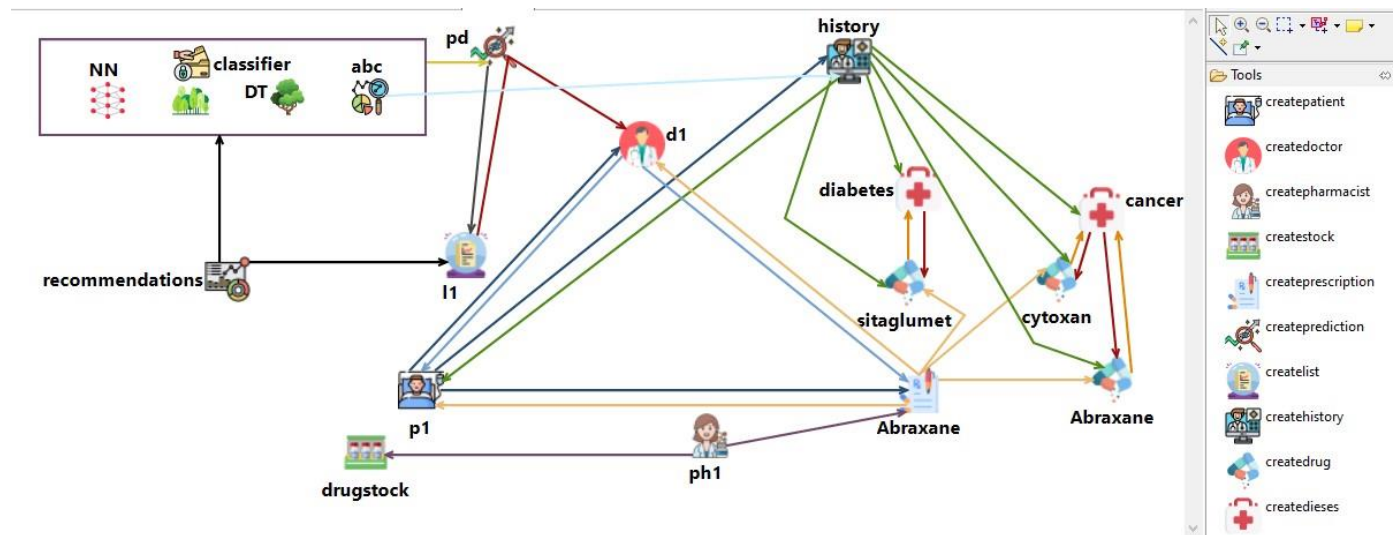 history
pd
NN
classifier
abc
DT
d1
diabetes
cancer
recommendations
l1
sitaglumet
cytoxan
p1
Abraxane
Abraxane
ph1
drugstock
Tools
createpatient
createdoctor
createpharmacist
createstock
createprescription
createprediction
createlist
createhistory
createdrug
createdieses